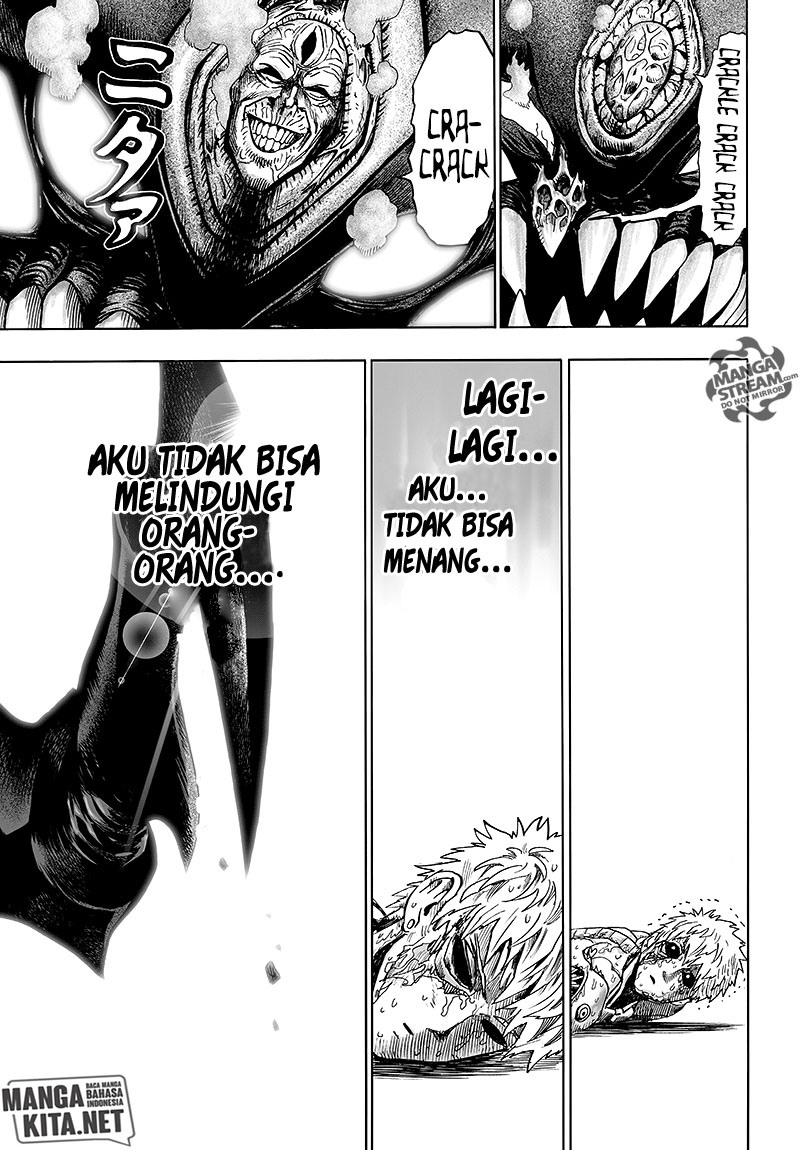 CRACKLE CRACK CRACK
CRA-
CRACK
ニタァ
MANGA
STREAM.com
DO NOT MIRROR
LAGI-
LAGI...
AKU...
TIDAK BISA
MENANG...
AKU TIDAK BISA
MELINDUNGI
ORANG-
ORANG....
MANGA
BACA MANGA
BAHASA
INDONESIA
KITA.NET